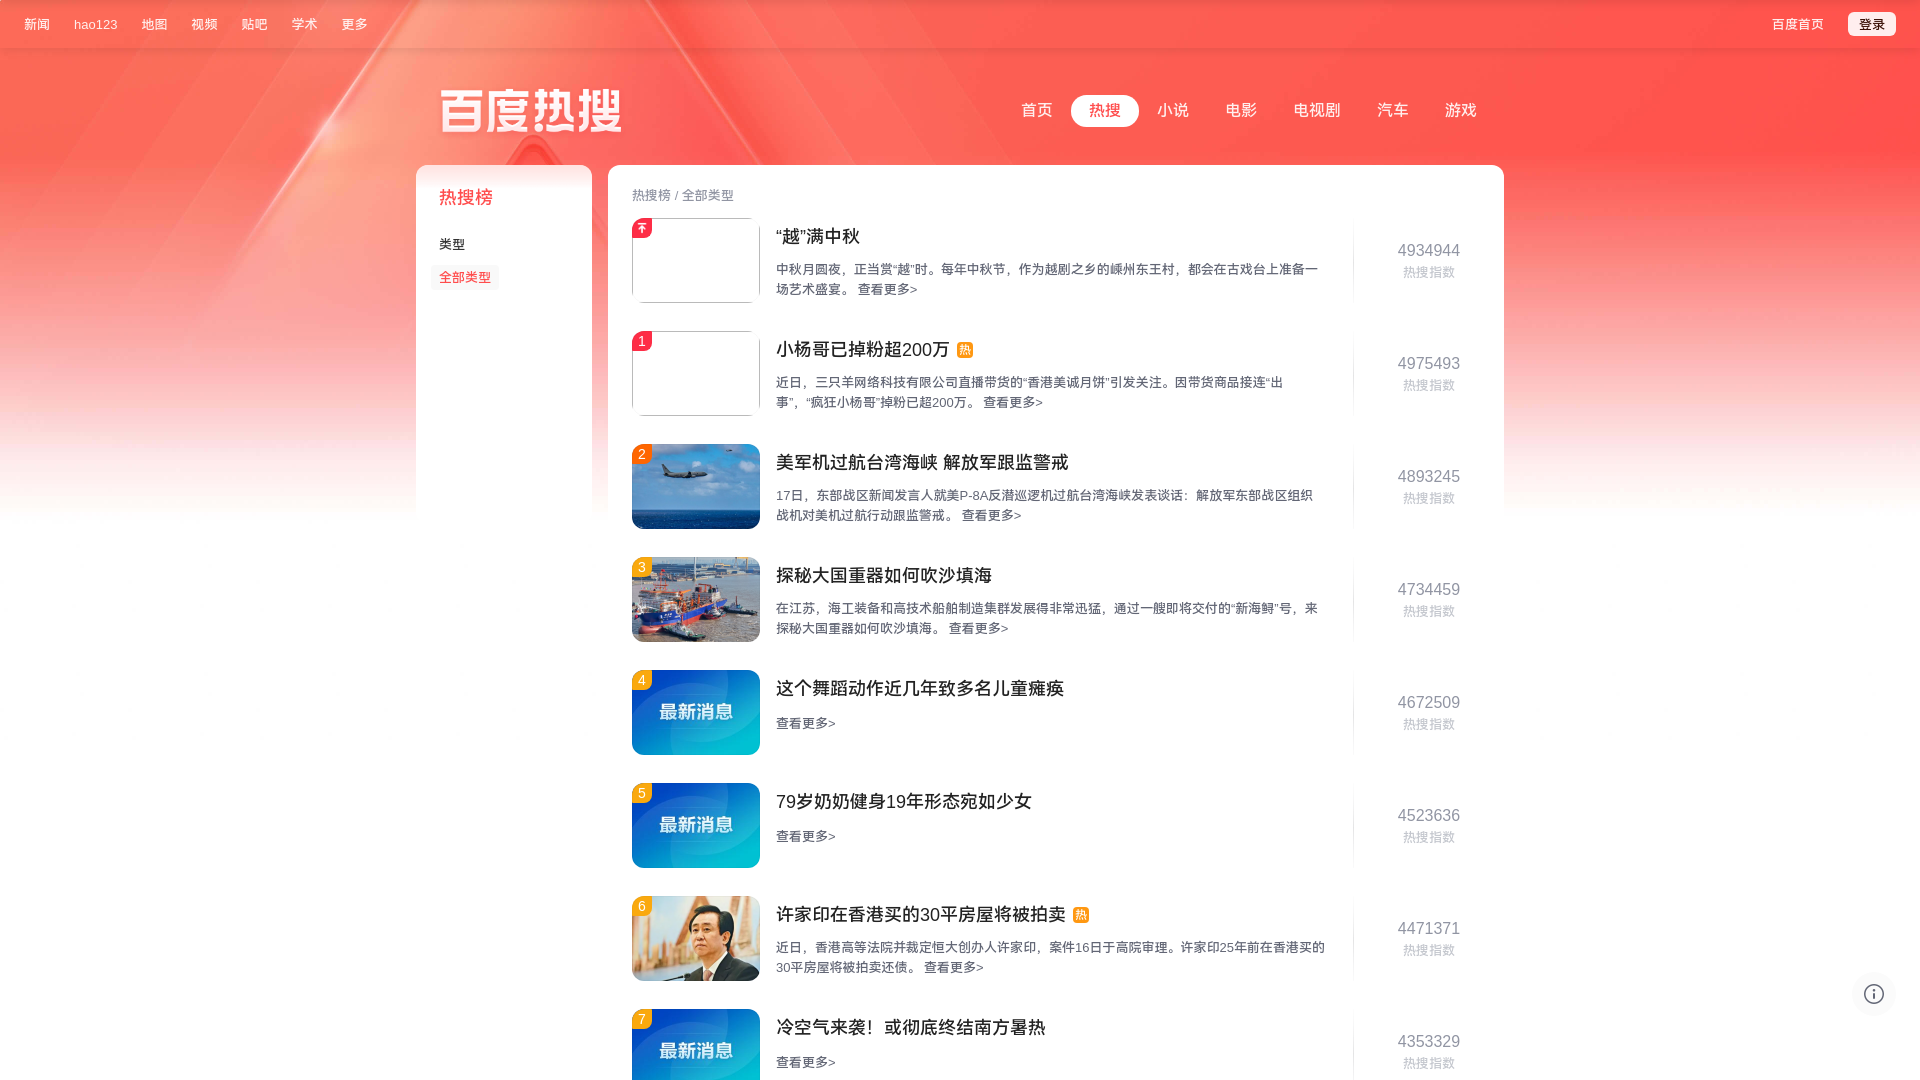 新闻 hao123 地图 视频 贴吧 学术 更多 百度首页 登录
百度热搜
首页 热搜 小说 电影 电视剧 汽车 游戏
热搜榜
类型
全部类型
热搜榜 / 全部类型
“越”满中秋
中秋月圆夜，正当赏“越”时。每年中秋节，作为越剧之乡的嵊州东王村，都会在古戏台上准备一
场艺术盛宴。 查看更多>
4934944
热搜指数
1
小杨哥已掉粉超200万 热
近日，三只羊网络科技有限公司直播带货的“香港美诚月饼”引发关注。因带货商品接连“出
事”，“疯狂小杨哥”掉粉已超200万。 查看更多>
4975493
热搜指数
2
美军机过航台湾海峡 解放军跟监警戒
17日，东部战区新闻发言人就美P-8A反潜巡逻机过航台湾海峡发表谈话：解放军东部战区组织
战机对美机过航行动跟监警戒。 查看更多>
4893245
热搜指数
3
探秘大国重器如何吹沙填海
在江苏，海工装备和高技术船舶制造集群发展得非常迅猛，通过一艘即将交付的“新海鲟”号，来
探秘大国重器如何吹沙填海。 查看更多>
4734459
热搜指数
4
最新消息
这个舞蹈动作近几年致多名儿童瘫痪
查看更多>
4672509
热搜指数
5
最新消息
79岁奶奶健身19年形态宛如少女
查看更多>
4523636
热搜指数
6
许家印在香港买的30平房屋将被拍卖 热
近日，香港高等法院并裁定恒大创办人许家印，案件16日于高院审理。许家印25年前在香港买的
30平房屋将被拍卖还债。 查看更多>
4471371
热搜指数
7
最新消息
冷空气来袭！或彻底终结南方暑热
查看更多>
4353329
热搜指数